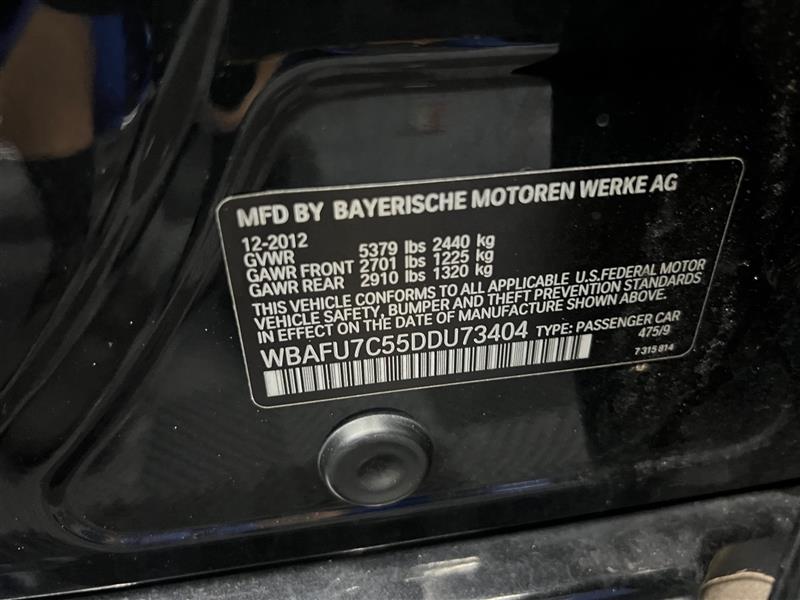 MFD BY BAYERISCHE MOTOREN WERKE AG
12-2012
GVWR 5379 lbs 2440 kg
GAWR FRONT 2701 lbs 1225 kg
GAWR REAR 2910 lbs 1320 kg
THIS VEHICLE CONFORMS TO ALL APPLICABLE U.S.FEDERAL MOTOR
VEHICLE SAFETY, BUMPER AND THEFT PREVENTION STANDARDS
IN EFFECT ON THE DATE OF MANUFACTURE SHOWN ABOVE.
WBAFU7C55DDU73404 TYPE: PASSENGER CAR
475/9
7 315 814